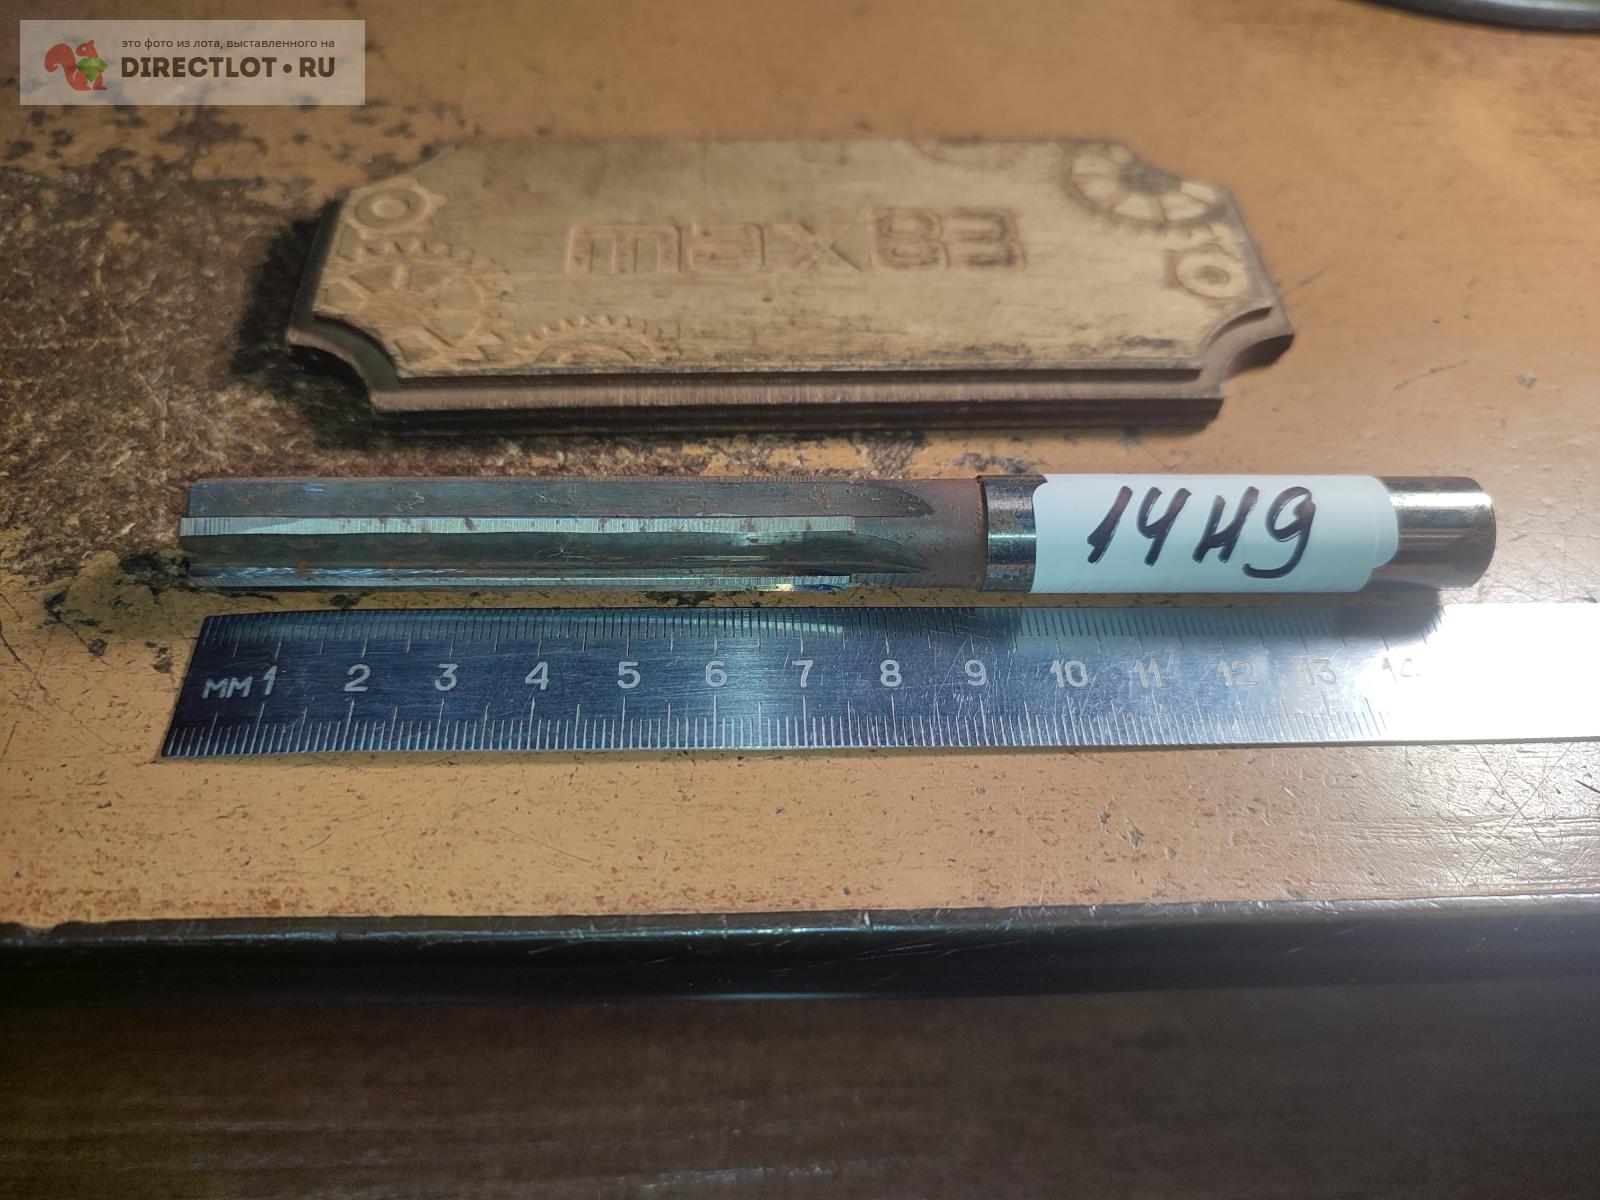 это фото из лота, выставленного на
DIRECTLOT•RU
14H9
мм 1 2 3 4 5 6 7 8 9 10 11 12 13 14